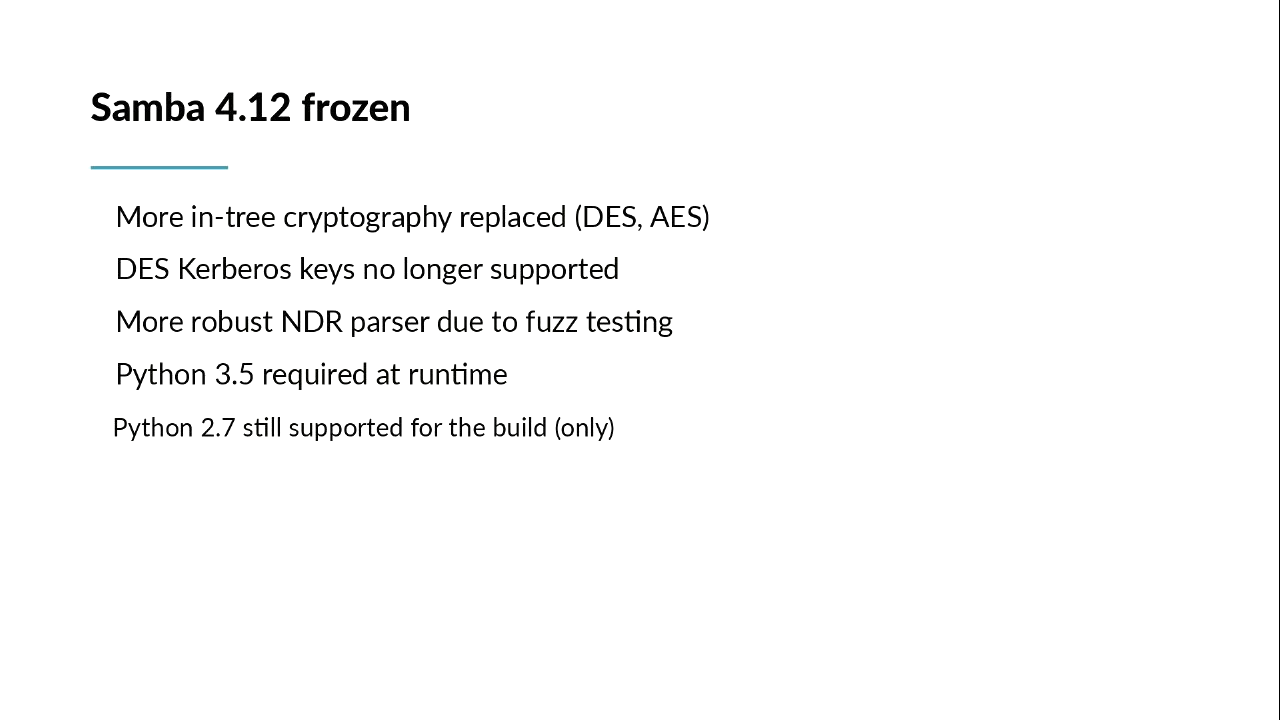 Samba 4.12 frozen
More in-tree cryptography replaced (DES, AES)
DES Kerberos keys no longer supported
More robust NDR parser due to fuzz testing
Python 3.5 required at runtime
Python 2.7 still supported for the build (only)